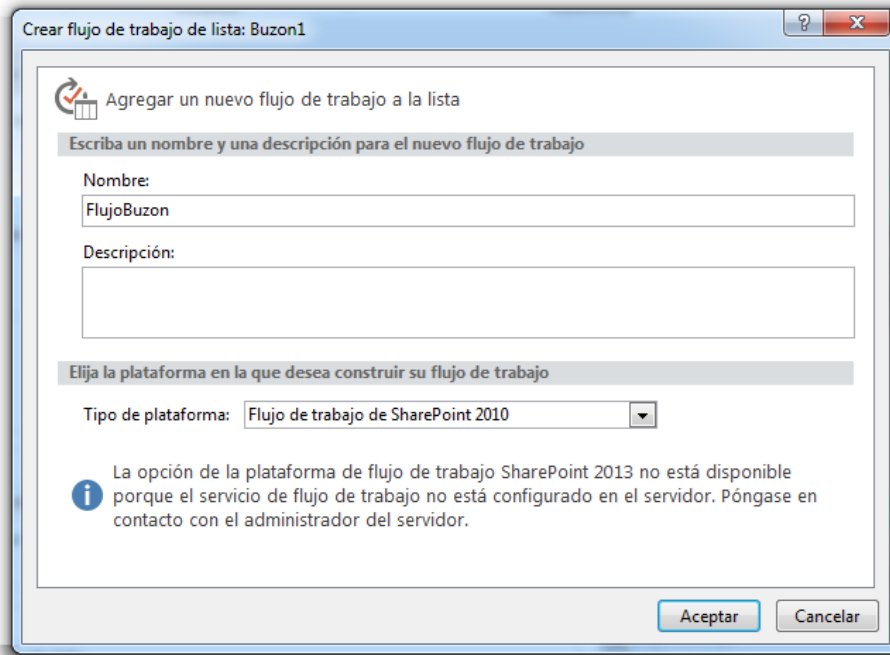 Crear flujo de trabajo de lista: Buzon1
?
X
Agregar un nuevo flujo de trabajo a la lista
Escriba un nombre y una descripción para el nuevo flujo de trabajo
Nombre:
FlujoBuzon
Descripción:
Elija la plataforma en la que desea construir su flujo de trabajo
Tipo de plataforma: Flujo de trabajo de SharePoint 2010
La opción de la plataforma de flujo de trabajo SharePoint 2013 no está disponible
porque el servicio de flujo de trabajo no está configurado en el servidor. Póngase en
contacto con el administrador del servidor.
Aceptar Cancelar